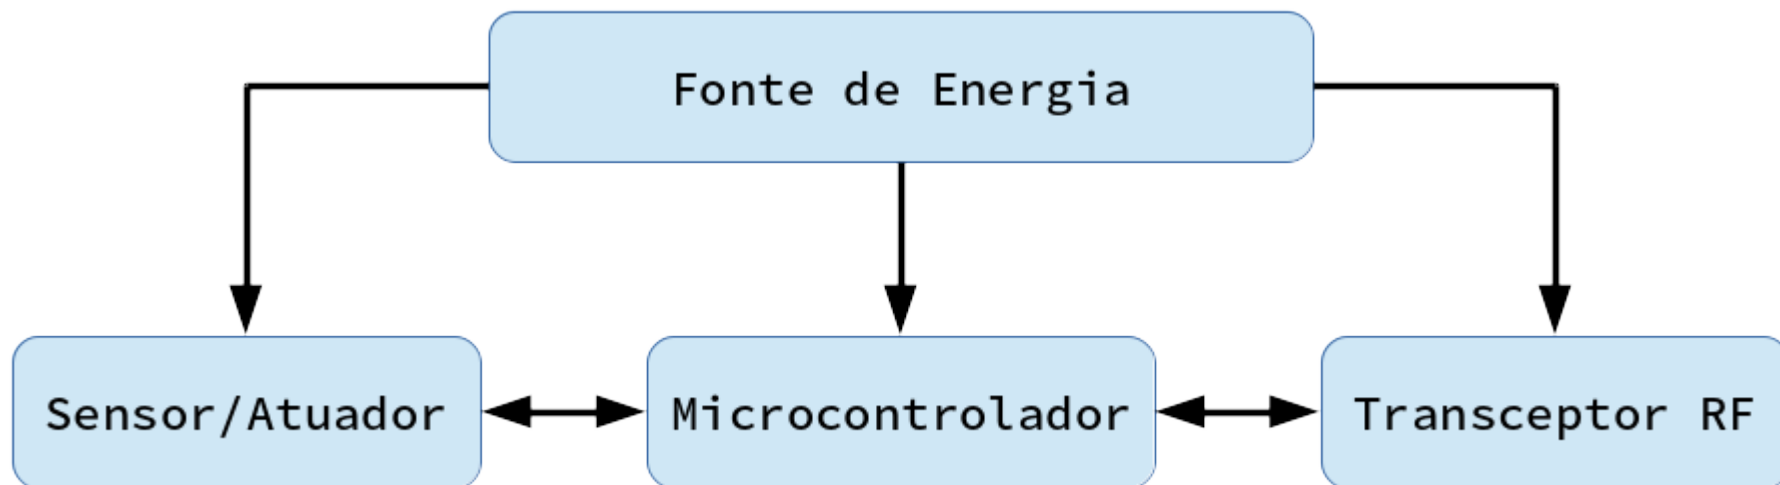 Fonte de Energia
Sensor/Atuador
Microcontrolador
Transceptor RF